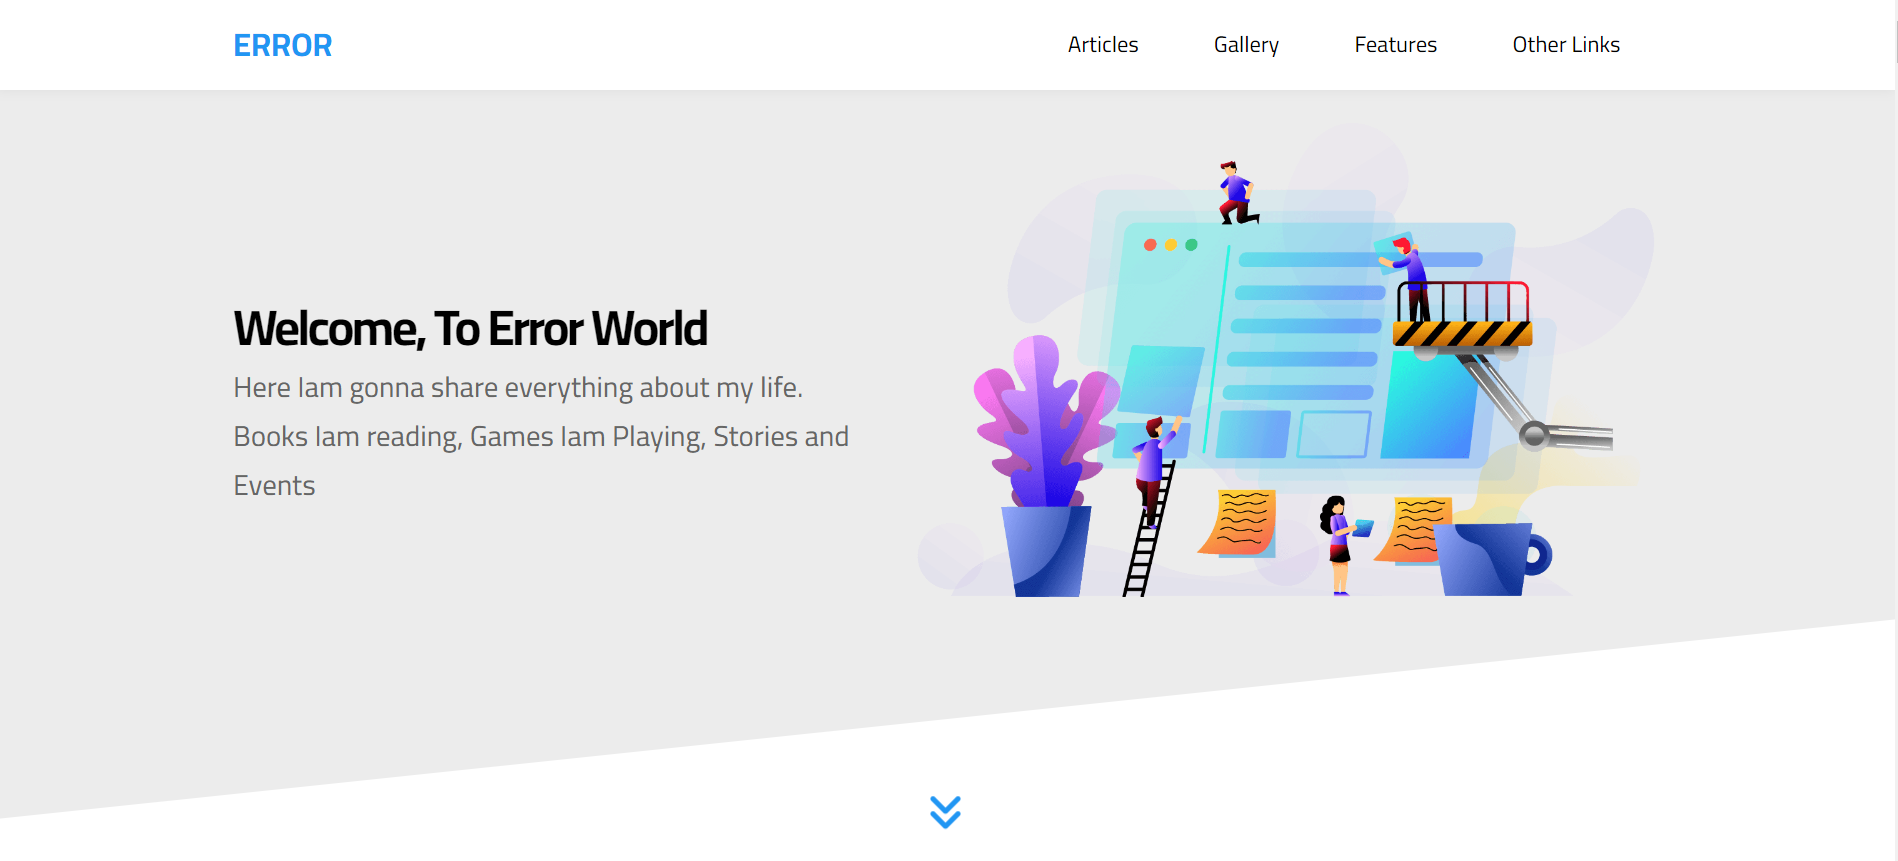 ERROR
Articles
Gallery
Features
Other Links
Welcome, To Error World
Here Iam gonna share everything about my life.
Books Iam reading, Games Iam Playing, Stories and
Events